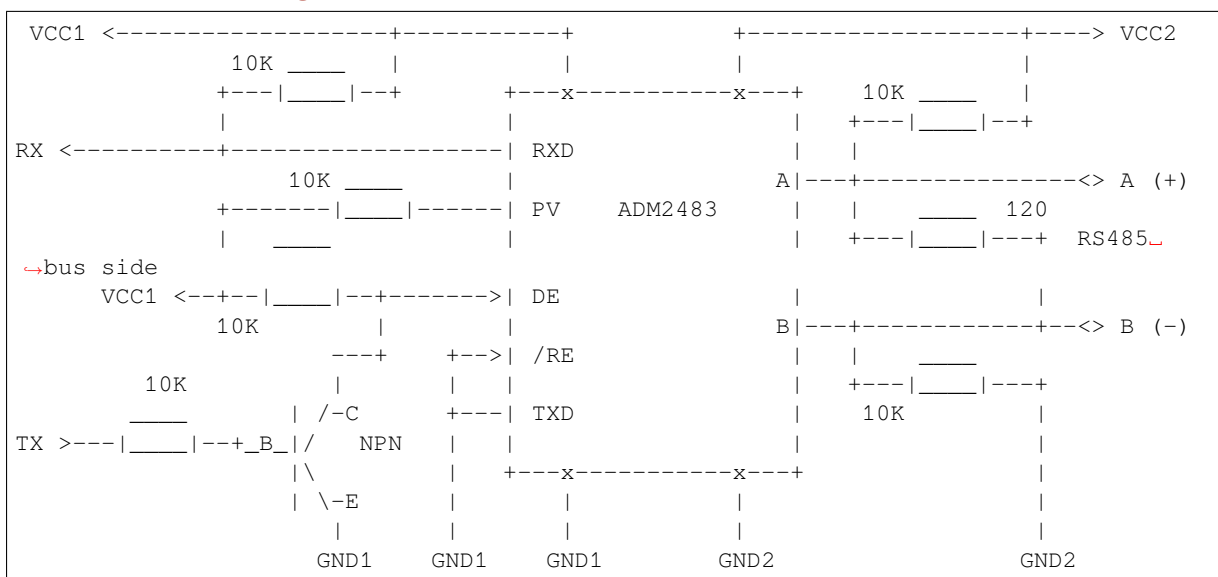 VCC1 <-----------------+----------+              +-----------------+----> VCC2
             10K ____   |          |              |                 |
            +---|____|--+      +---x----------x---+    10K ____     |
            |                  |                  |  +---|____|--+
RX <----------+----------------| RXD              |  |
                10K ____       |                 A|---+---------------<> A (+)
            +-------|____|-----| PV     ADM2483   |  |     ____   120
            |   ____           |                  |  +---|____|---+  RS485␣
↪bus side
     VCC1 <--+--|____|--+------->| DE             |              |
            10K         |      |                 B|---+------------+--<> B (-)
                     ---+   +-->| /RE             |  |     ____
        10K          |      |  |                  |  +---|____|---+
       ____        | /-C    +---| TXD             |    10K        |
TX >---|____|--+_B_|/   NPN |  |                  |               |
                   |\       |  +---x----------x---+               |
                   | \-E    |      |          |                   |
                     |      |      |          |                   |
                    GND1   GND1   GND1       GND2                GND2